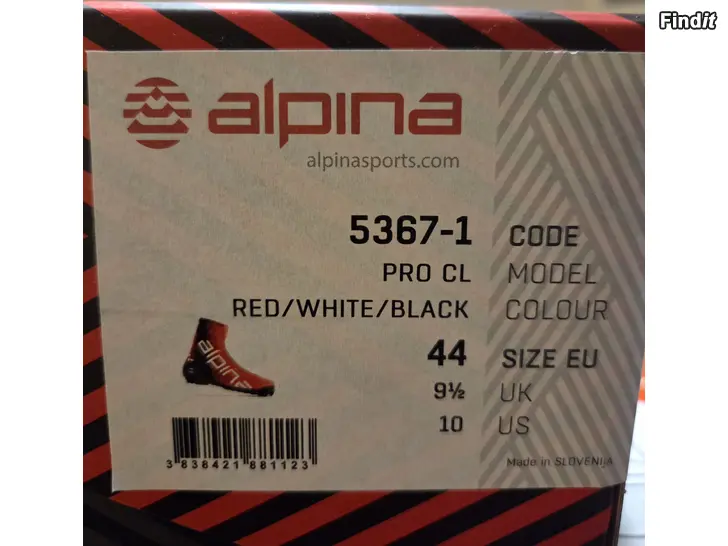 Findit
alpina
alpinasports.com
5367-1 CODE
PRO CL MODEL
RED/WHITE/BLACK COLOUR
44 SIZE EU
9½ UK
10 US
alpina
3 838421 881123
Made in SLOVENIJA